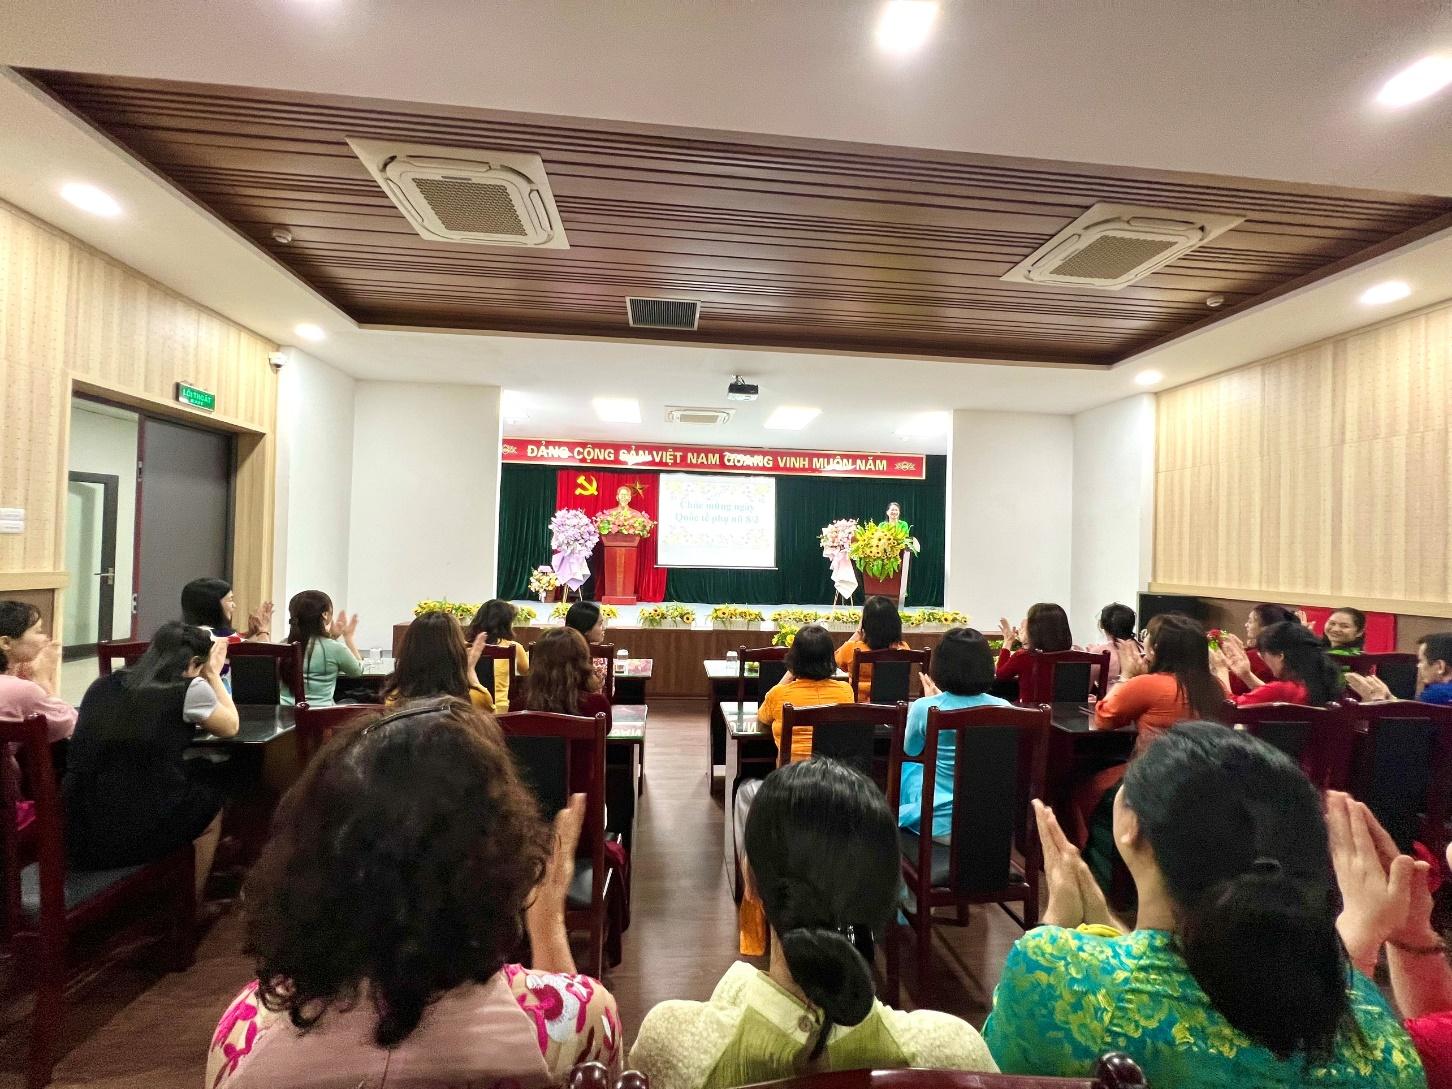 ĐẢNG CỘNG SẢN VIỆT NAM QUANG VINH MUÔN NĂM
LỐI THOÁT
Chúc mừng ngày
Quốc tế phụ nữ 8/3